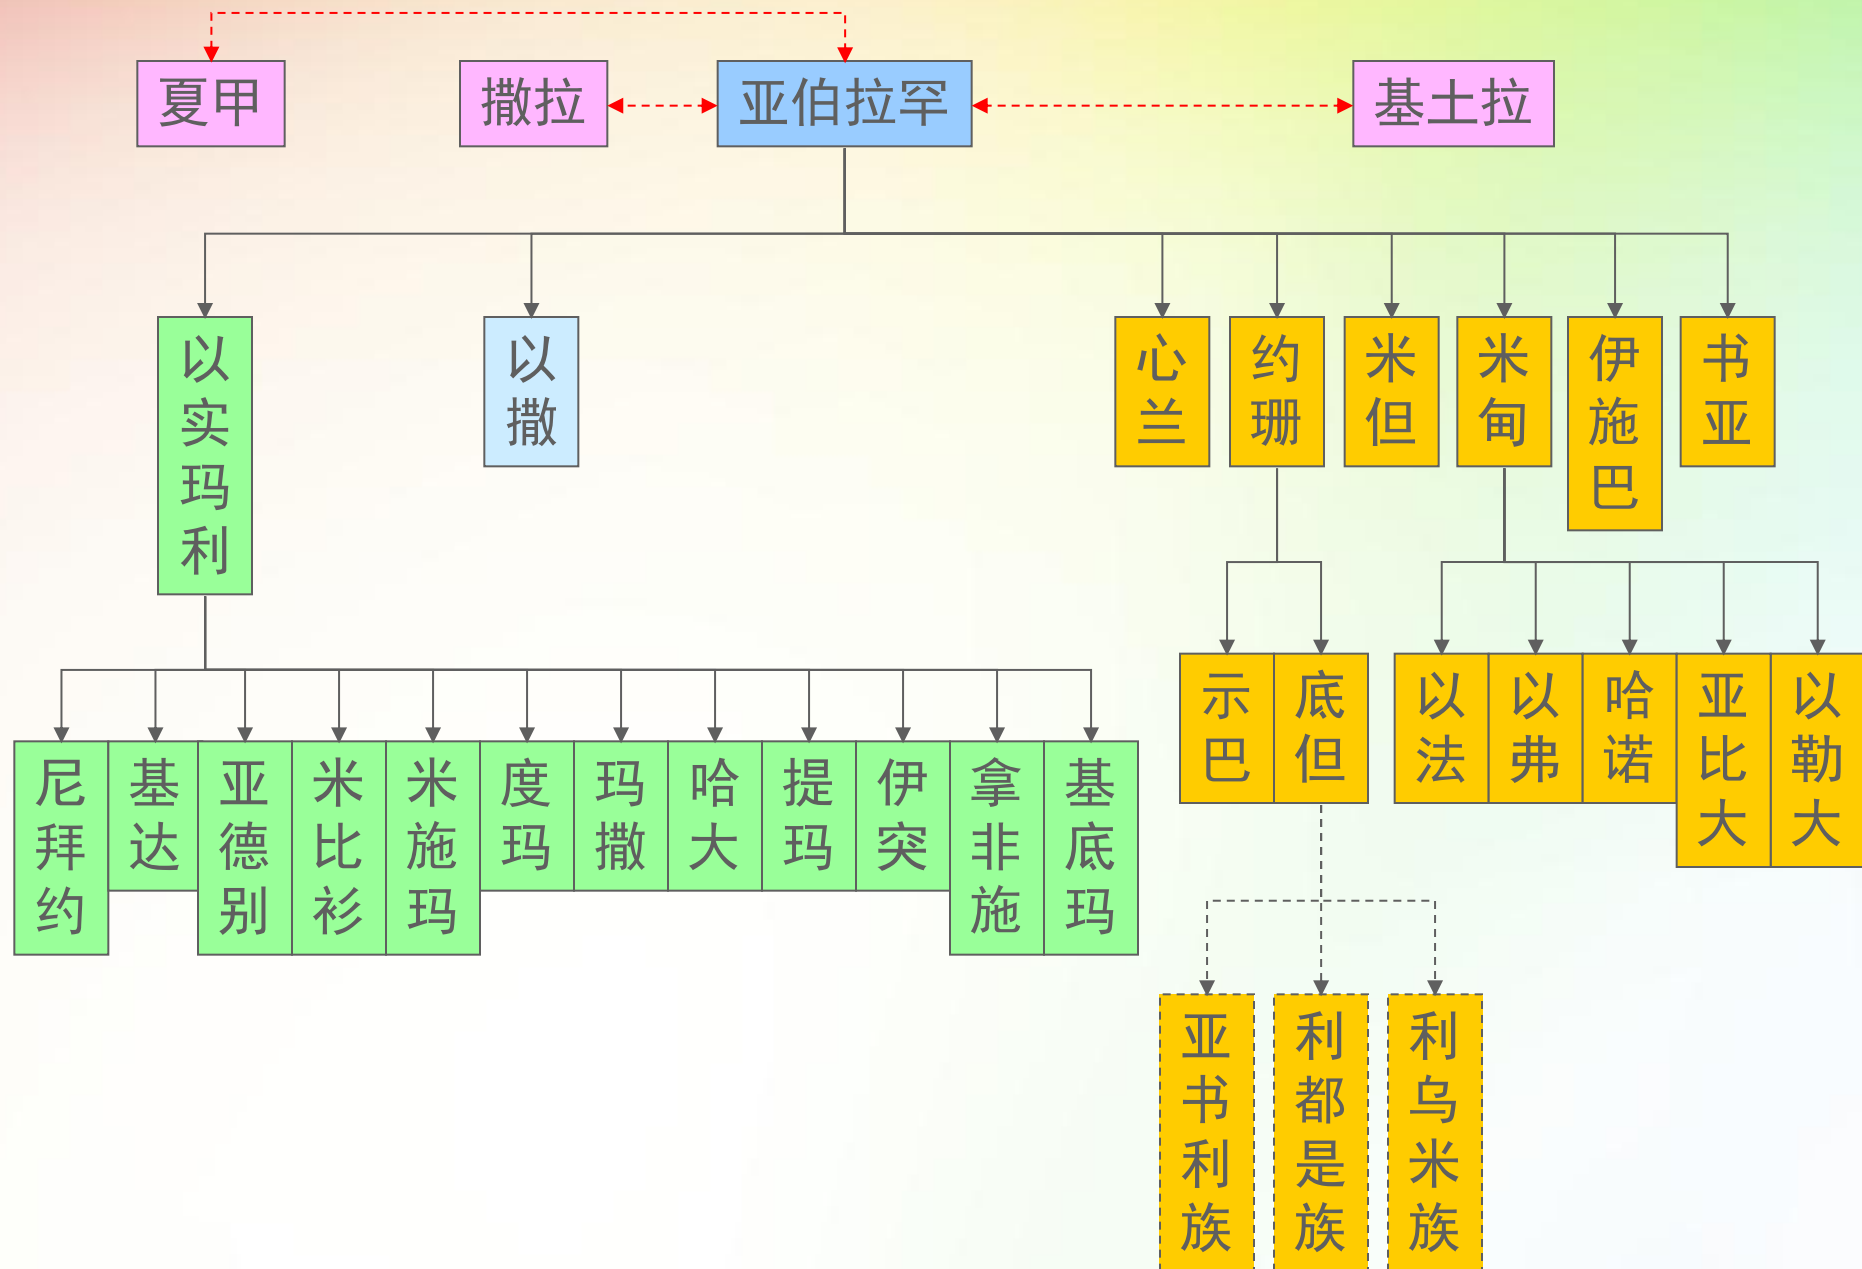 夏甲
撒拉
亚伯拉罕
基土拉
以实玛利
以撒
心兰
约珊
米但
米甸
伊施巴
书亚
示巴
底但
以法
以弗
哈诺
亚比大
以勒大
尼拜约
基达
亚德别
米比衫
米施玛
度玛
玛撒
哈大
提玛
伊突
拿非施
基底玛
亚书利族
利都是族
利乌米族